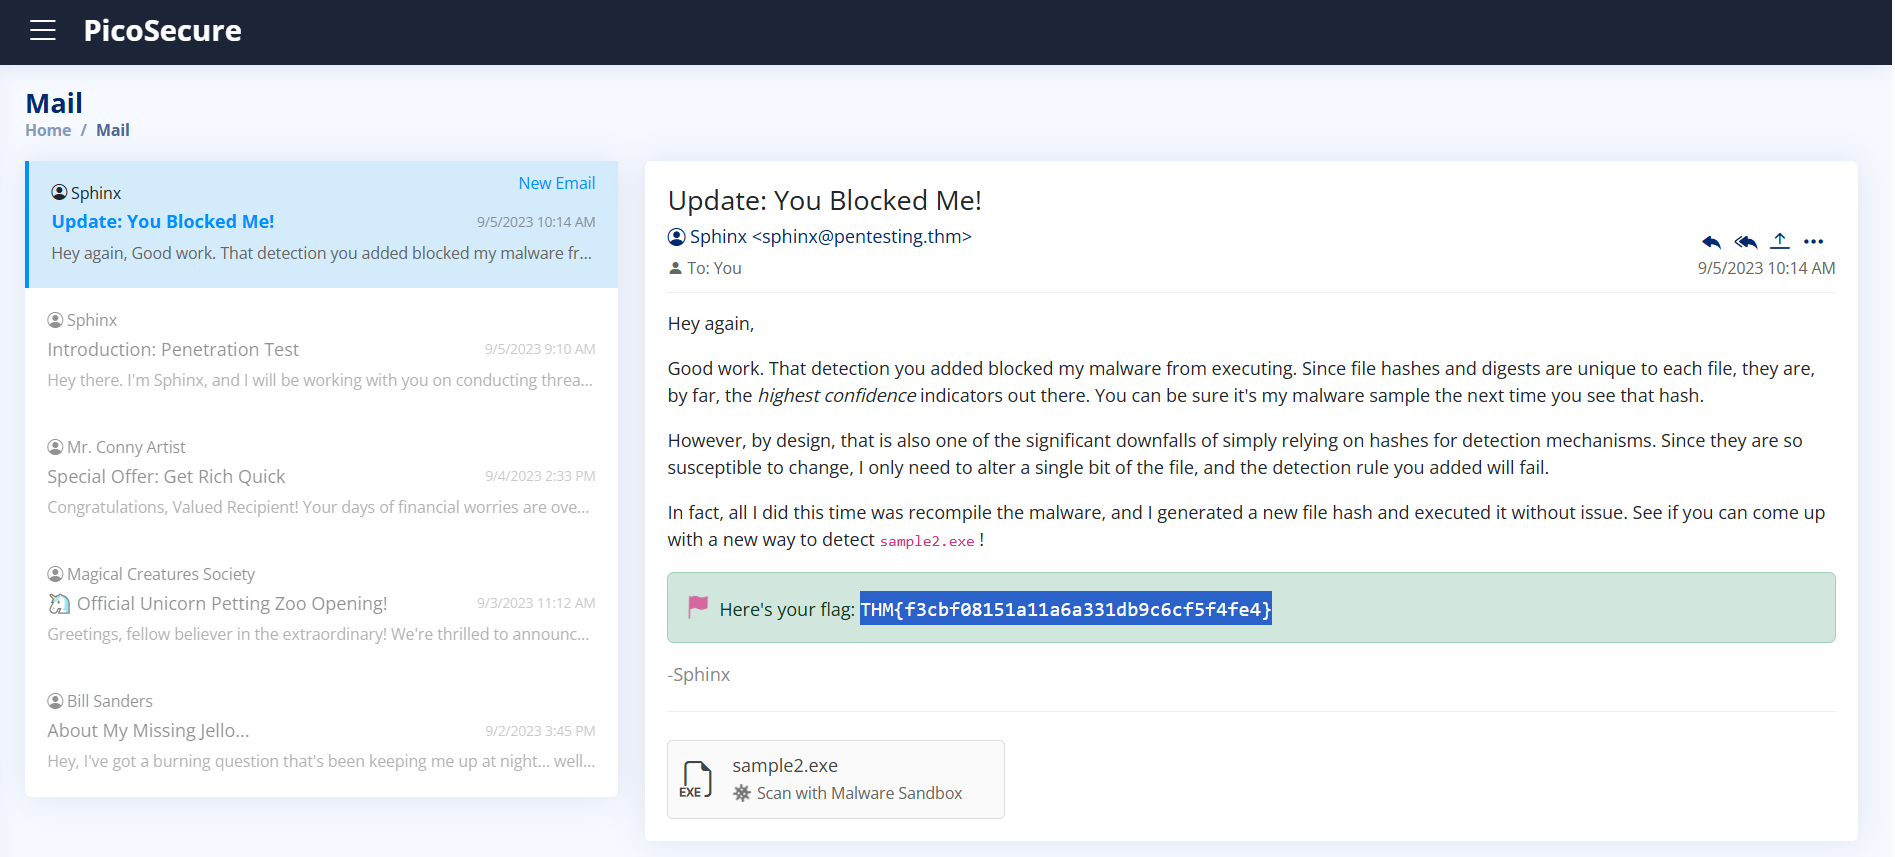 PicoSecure
Mail
Home / Mail
Sphinx
New Email
Update: You Blocked Me!
9/5/2023 10:14 AM
Hey again, Good work. That detection you added blocked my malware fr...
Sphinx
Introduction: Penetration Test
9/5/2023 9:10 AM
Hey there. I'm Sphinx, and I will be working with you on conducting threa...
Mr. Conny Artist
Special Offer: Get Rich Quick
9/4/2023 2:33 PM
Congratulations, Valued Recipient! Your days of financial worries are ove...
Magical Creatures Society
🦄 Official Unicorn Petting Zoo Opening!
9/3/2023 11:12 AM
Greetings, fellow believer in the extraordinary! We're thrilled to announc...
Bill Sanders
About My Missing Jello...
9/2/2023 3:45 PM
Hey, I've got a burning question that's been keeping me up at night... well...
Update: You Blocked Me!
Sphinx <sphinx@pentesting.thm>
To: You
9/5/2023 10:14 AM
Hey again,
Good work. That detection you added blocked my malware from executing. Since file hashes and digests are unique to each file, they are,
by far, the highest confidence indicators out there. You can be sure it's my malware sample the next time you see that hash.
However, by design, that is also one of the significant downfalls of simply relying on hashes for detection mechanisms. Since they are so
susceptible to change, I only need to alter a single bit of the file, and the detection rule you added will fail.
In fact, all I did this time was recompile the malware, and I generated a new file hash and executed it without issue. See if you can come up
with a new way to detect sample2.exe !
Here's your flag: THM{f3cbf08151a11a6a331db9c6cf5f4fe4}
-Sphinx
EXE
sample2.exe
Scan with Malware Sandbox